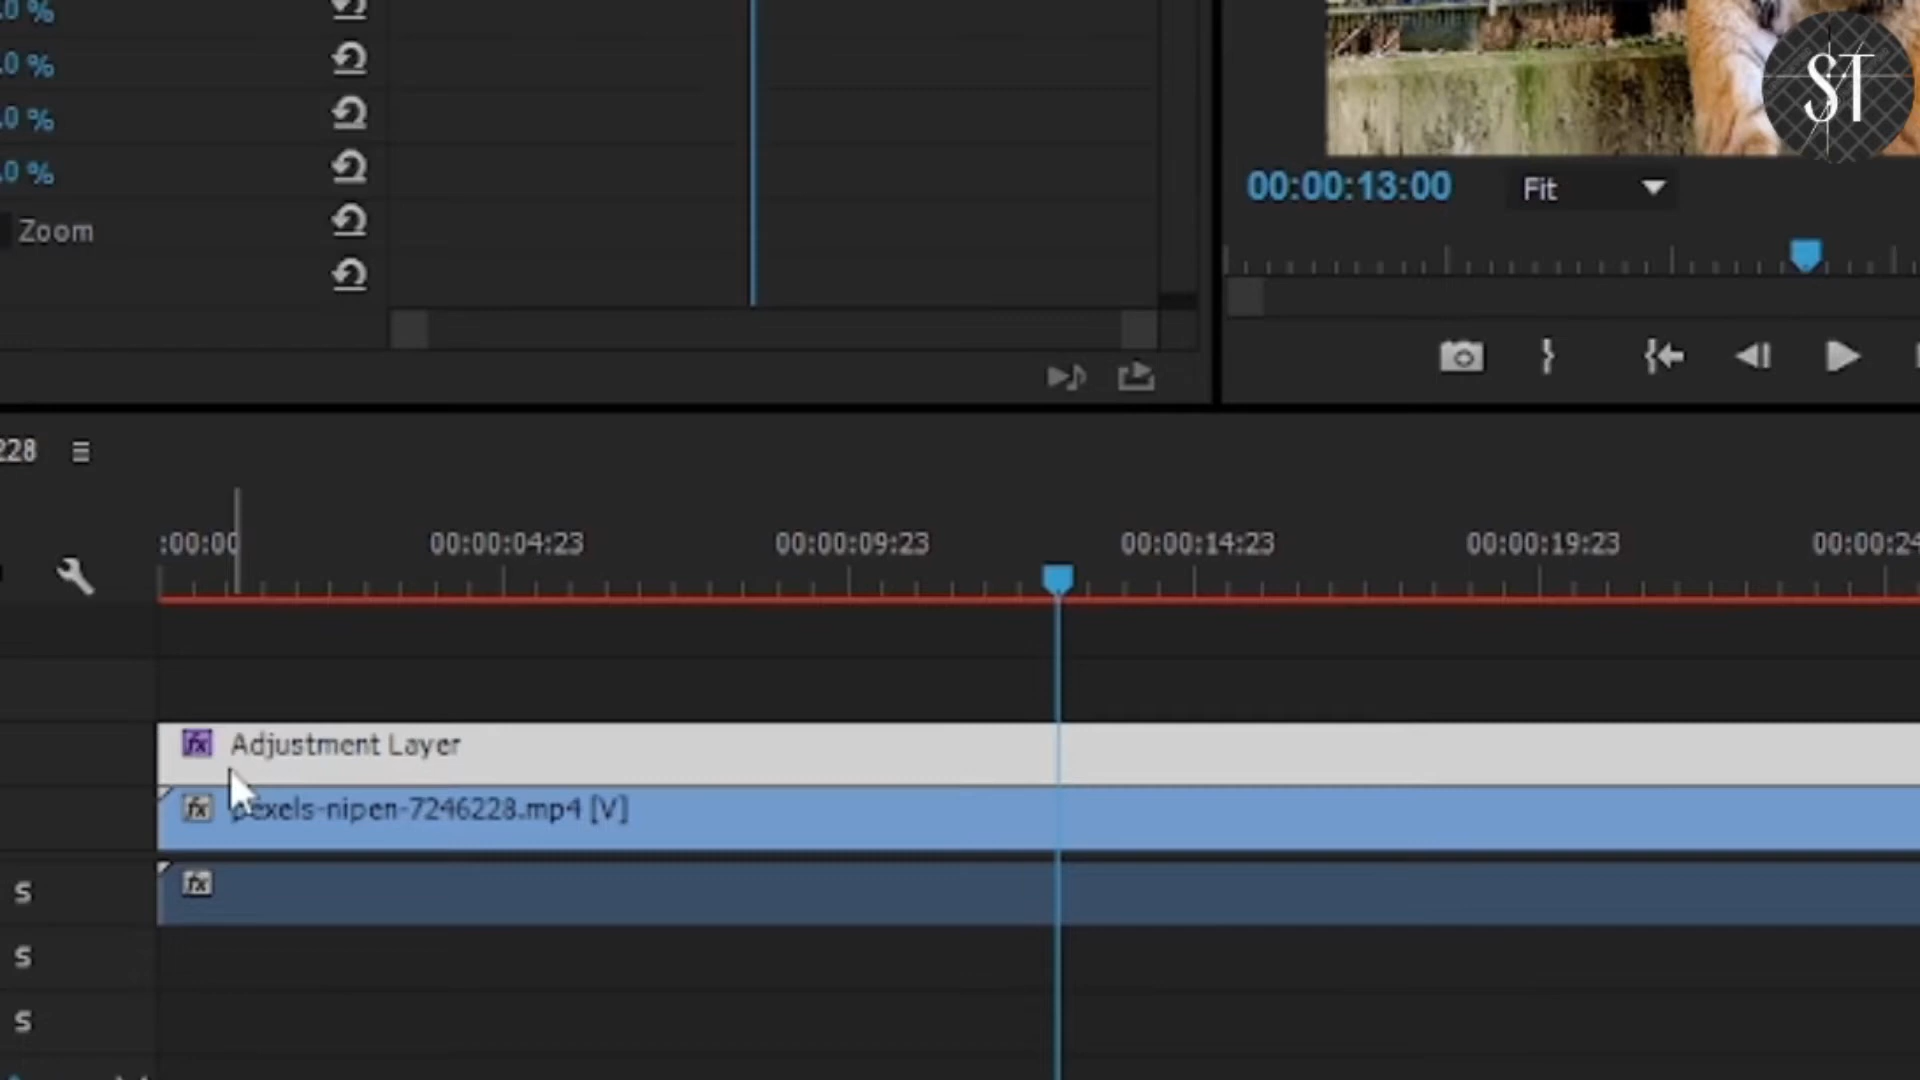 .0 %
.0 %
.0 %
.0 %
Zoom
ST
00:00:13:00
Fit
228
:00:00
00:00:04:23
00:00:09:23
00:00:14:23
00:00:19:23
00:00:24
fx Adjustment Layer
fx pexels-nipen-7246228.mp4 [V]
fx
S
S
S